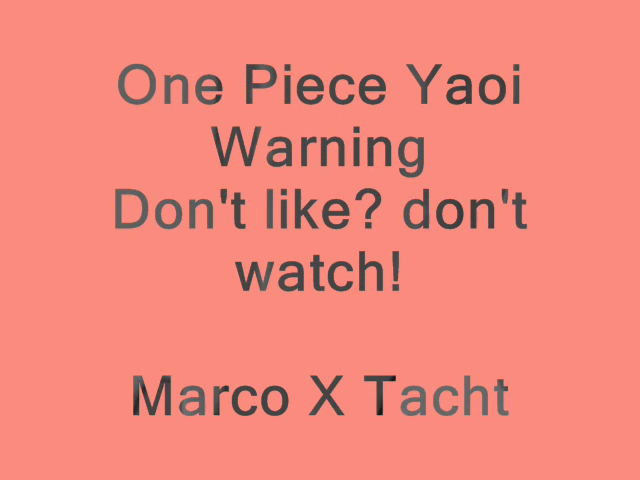 One Piece Yaoi
Warning
Don't like? don't
watch!
Marco X Tacht